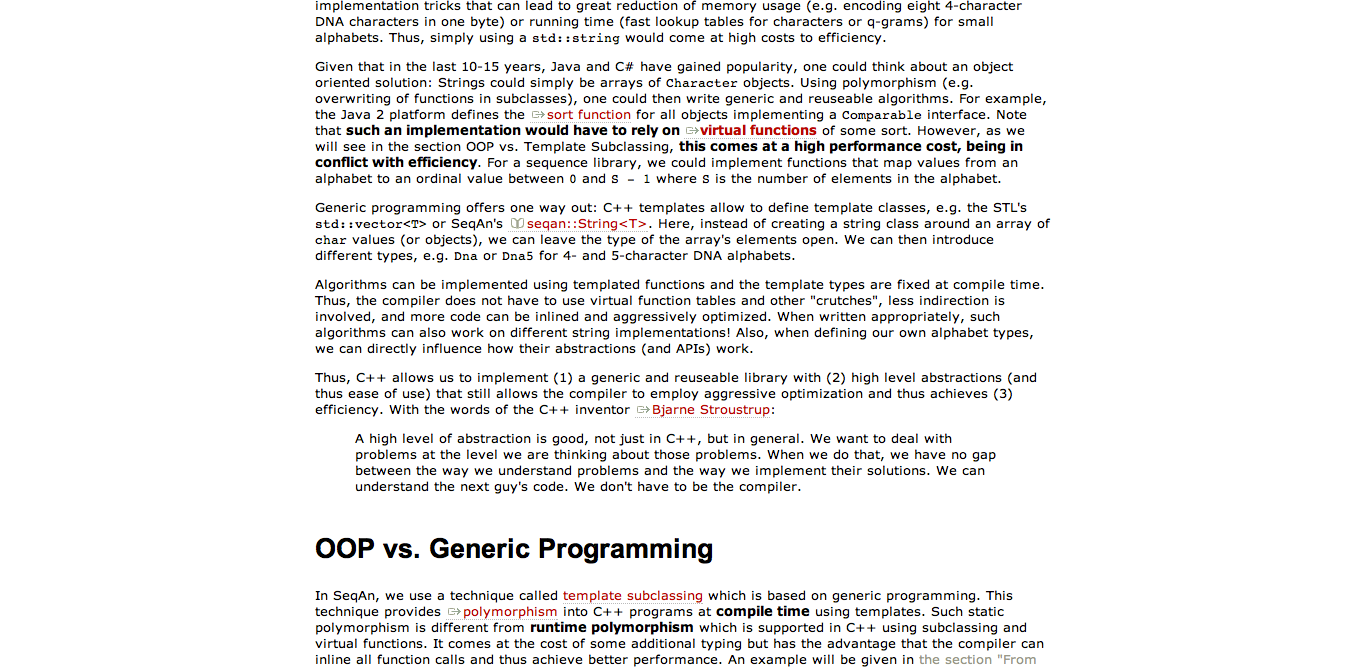 implementation tricks that can lead to great reduction of memory usage (e.g. encoding eight 4-character
DNA characters in one byte) or running time (fast lookup tables for characters or q-grams) for small
alphabets. Thus, simply using a std::string would come at high costs to efficiency.
Given that in the last 10-15 years, Java and C# have gained popularity, one could think about an object
oriented solution: Strings could simply be arrays of Character objects. Using polymorphism (e.g.
overwriting of functions in subclasses), one could then write generic and reuseable algorithms. For example,
the Java 2 platform defines the sort function for all objects implementing a Comparable interface. Note
that such an implementation would have to rely on virtual functions of some sort. However, as we
will see in the section OOP vs. Template Subclassing, this comes at a high performance cost, being in
conflict with efficiency. For a sequence library, we could implement functions that map values from an
alphabet to an ordinal value between 0 and S - 1 where S is the number of elements in the alphabet.
Generic programming offers one way out: C++ templates allow to define template classes, e.g. the STL's
std::vector<T> or SeqAn's seqan::String<T>. Here, instead of creating a string class around an array of
char values (or objects), we can leave the type of the array's elements open. We can then introduce
different types, e.g. Dna or Dna5 for 4- and 5-character DNA alphabets.
Algorithms can be implemented using templated functions and the template types are fixed at compile time.
Thus, the compiler does not have to use virtual function tables and other "crutches", less indirection is
involved, and more code can be inlined and aggressively optimized. When written appropriately, such
algorithms can also work on different string implementations! Also, when defining our own alphabet types,
we can directly influence how their abstractions (and APIs) work.
Thus, C++ allows us to implement (1) a generic and reuseable library with (2) high level abstractions (and
thus ease of use) that still allows the compiler to employ aggressive optimization and thus achieves (3)
efficiency. With the words of the C++ inventor Bjarne Stroustrup:
A high level of abstraction is good, not just in C++, but in general. We want to deal with
problems at the level we are thinking about those problems. When we do that, we have no gap
between the way we understand problems and the way we implement their solutions. We can
understand the next guy's code. We don't have to be the compiler.
OOP vs. Generic Programming
In SeqAn, we use a technique called template subclassing which is based on generic programming. This
technique provides polymorphism into C++ programs at compile time using templates. Such static
polymorphism is different from runtime polymorphism which is supported in C++ using subclassing and
virtual functions. It comes at the cost of some additional typing but has the advantage that the compiler can
inline all function calls and thus achieve better performance. An example will be given in the section "From